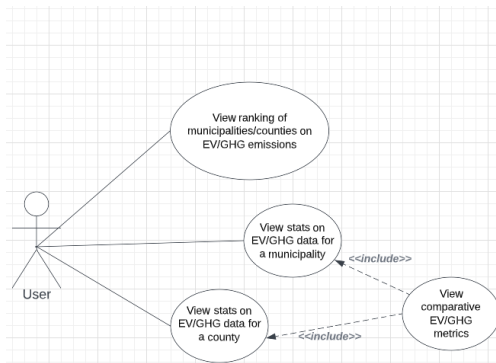 View ranking of
municipalities/counties on
EV/GHG emissions
View stats on
EV/GHG data for
a municipality
<<include>>
User
View stats on
EV/GHG data for
a county
<<include>>
View
comparative
EV/GHG
metrics